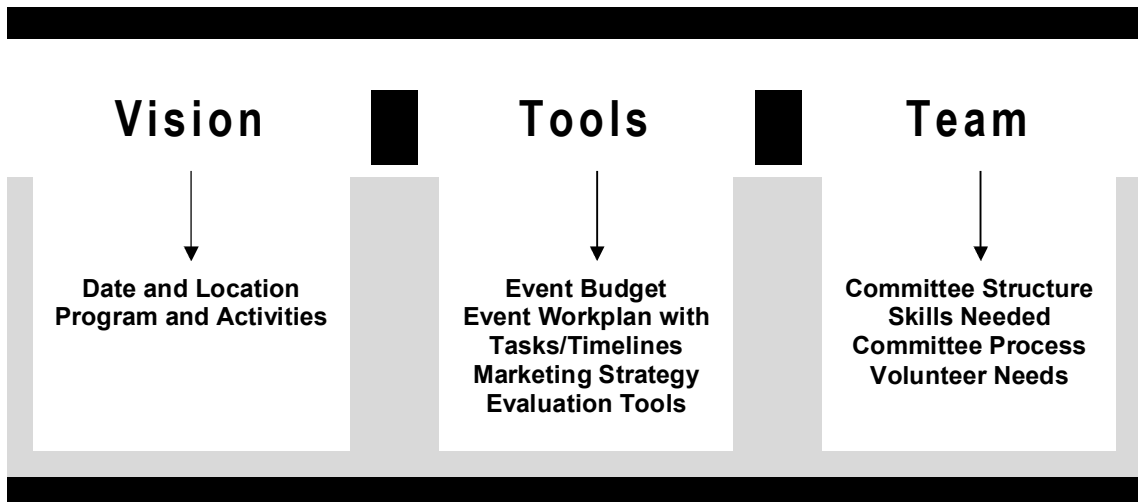 Vision
Tools
Team
Date and Location
Program and Activities
Event Budget
Event Workplan with
Tasks/Timelines
Marketing Strategy
Evaluation Tools
Committee Structure
Skills Needed
Committee Process
Volunteer Needs